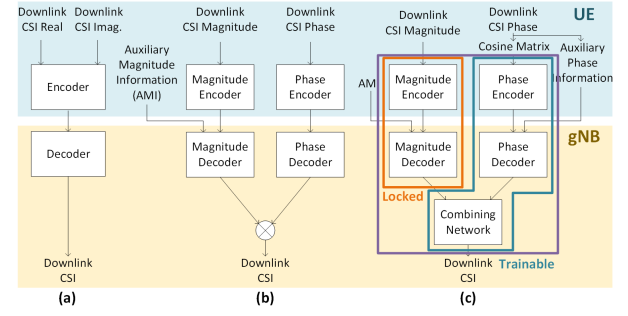 Downlink
CSI Real
Downlink
CSI Imag.
Encoder
Decoder
Downlink
CSI
(a)
Auxiliary
Magnitude
Information
(AMI)
Downlink
CSI Magnitude
Downlink
CSI Phase
Magnitude
Encoder
Phase
Encoder
Magnitude
Decoder
Phase
Decoder
Downlink
CSI
(b)
Downlink
CSI Magnitude
Downlink
CSI Phase
UE
Cosine Matrix
Auxiliary
Phase
Information
AM
Magnitude
Encoder
Phase
Encoder
gNB
Magnitude
Decoder
Phase
Decoder
Locked
Combining
Network
Trainable
Downlink
CSI
(c)